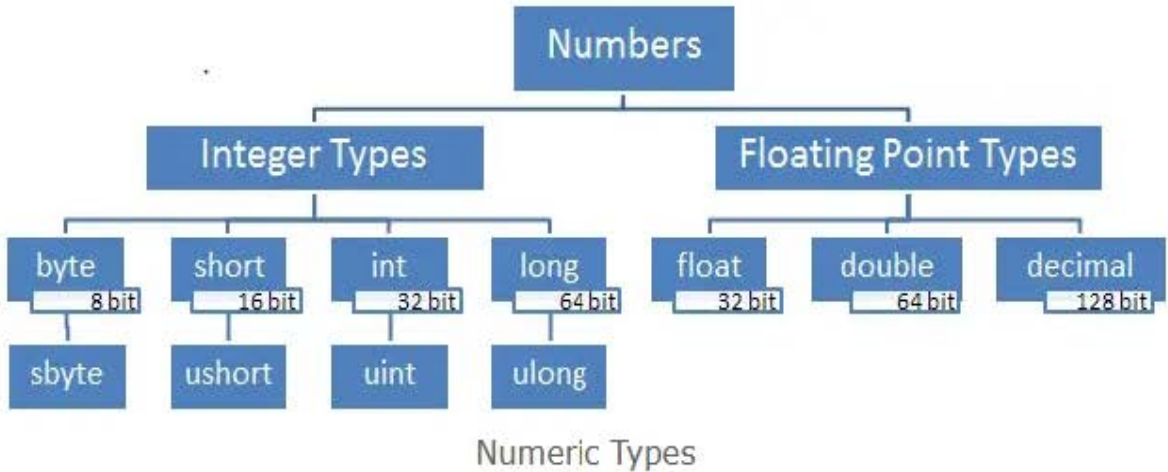 Numbers
Integer Types
Floating Point Types
byte
8 bit
short
16 bit
int
32 bit
long
64 bit
float
32 bit
double
64 bit
decimal
128 bit
sbyte
ushort
uint
ulong
Numeric Types